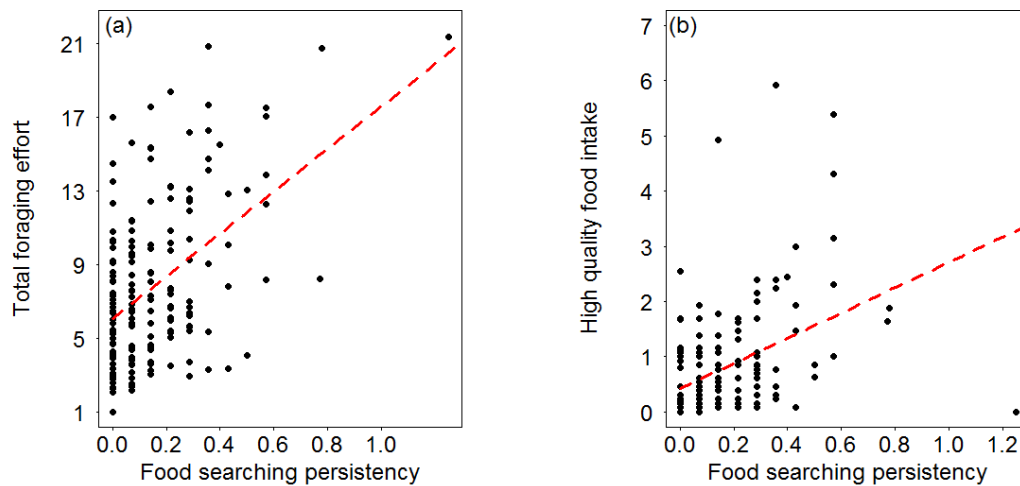 (a)
Total foraging effort
21
17
13
9
5
1
0.0 0.2 0.4 0.6 0.8 1.0
Food searching persistency
(b)
High quality food intake
7
6
5
4
3
2
1
0
0.0 0.2 0.4 0.6 0.8 1.0 1.2
Food searching persistency